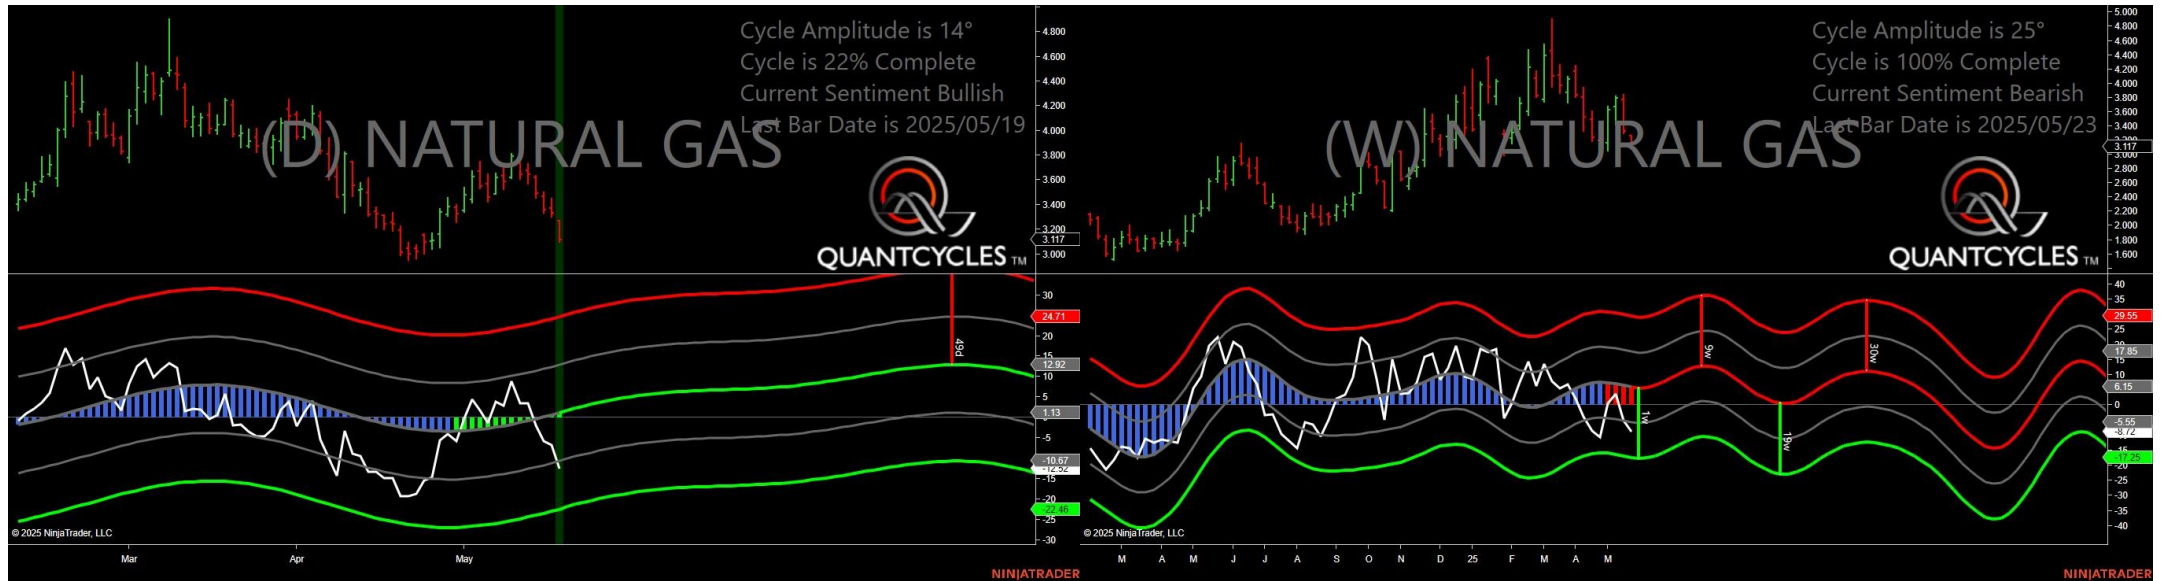 Cycle Amplitude is 14°
Cycle is 22% Complete
Current Sentiment Bullish
Last Bar Date is 2025/05/19
(D) NATURAL GAS
QUANTCYCLES TM
4.800
4.600
4.400
4.200
4.000
3.800
3.600
3.400
3.200
3.117
3.000
49d
30
24.71
20
15
12.92
10
5
1.13
-5
-10.67
-15
-20
-22.46
-25
-30
© 2025 NinjaTrader, LLC
Mar Apr May
NINJATRADER
Cycle Amplitude is 25°
Cycle is 100% Complete
Current Sentiment Bearish
Last Bar Date is 2025/05/23
(W) NATURAL GAS
QUANTCYCLES TM
5.000
4.800
4.600
4.400
4.200
4.000
3.800
3.600
3.400
3.117
3.000
2.800
2.600
2.400
2.200
2.000
1.800
1.600
1w
9w
19w
30w
40
35
29.55
25
17.85
15
10
6.15
0
-5.55
-8.72
-17.25
-20
-25
-30
-35
-40
© 2025 NinjaTrader, LLC
M A M J J A S O N D 25 F M A M
NINJATRADER